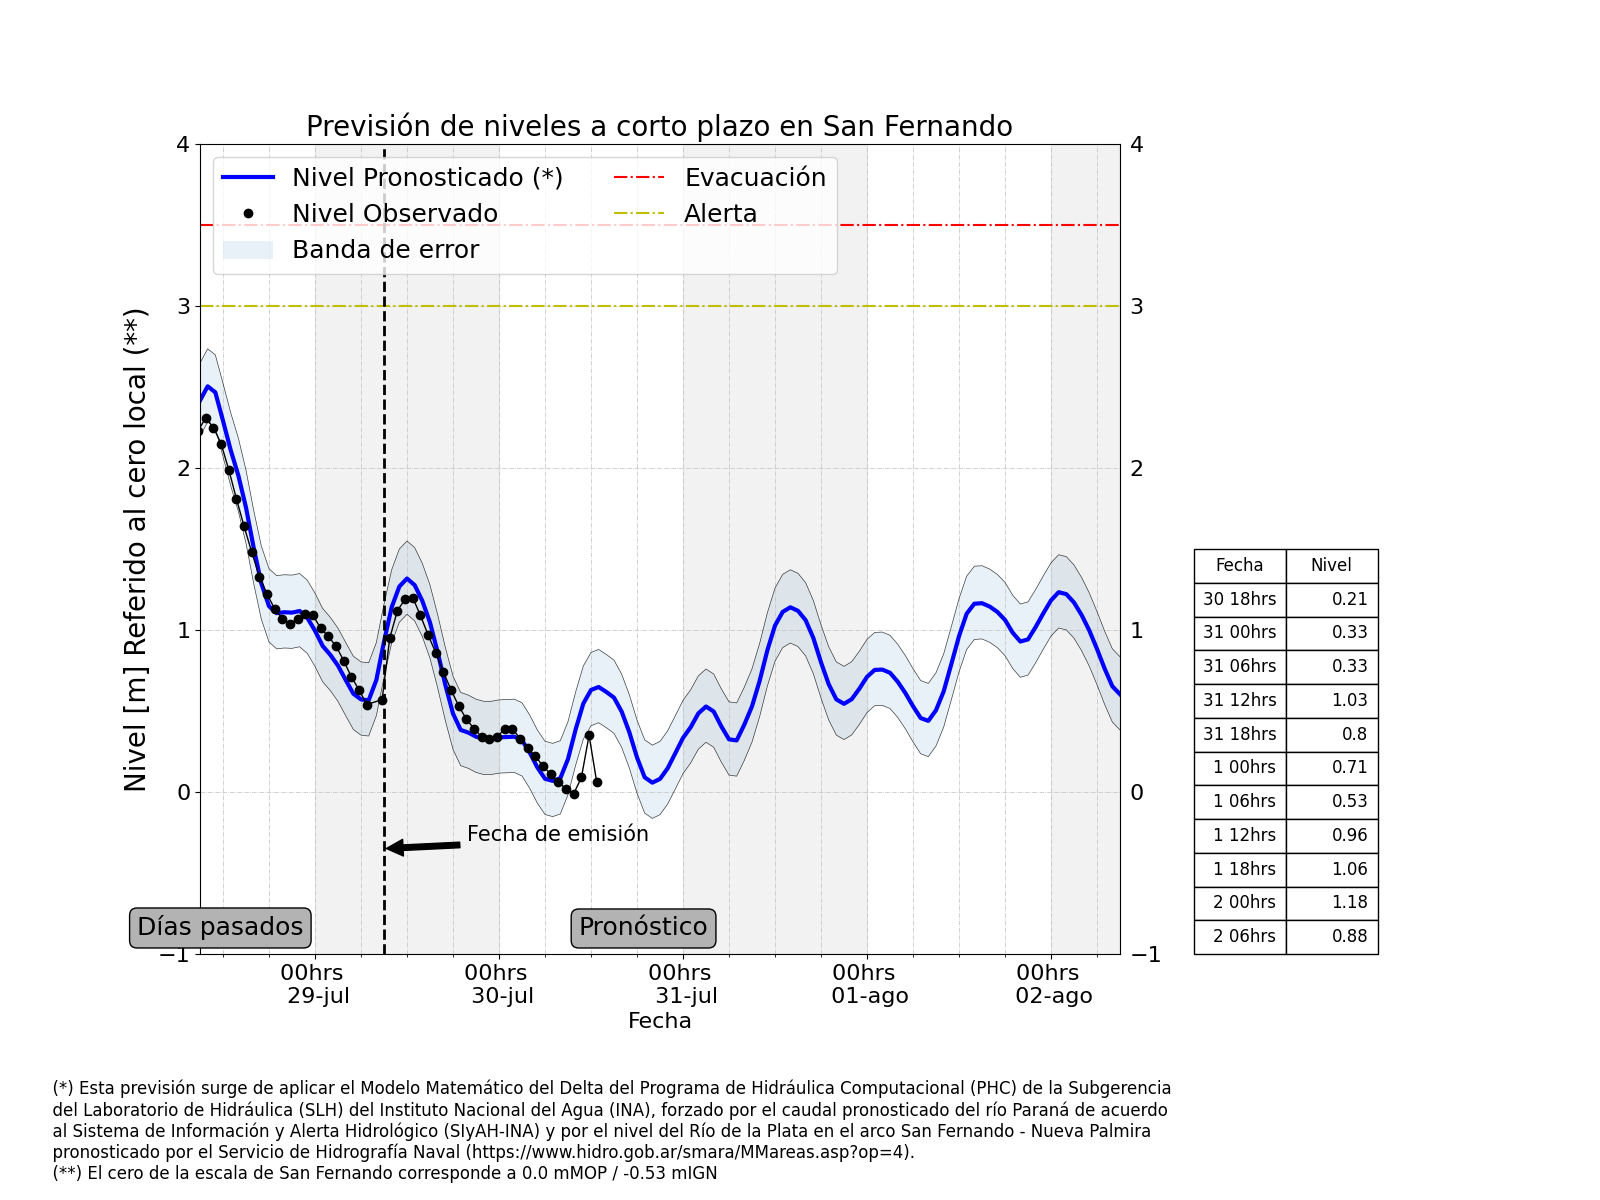 Previsión de niveles a corto plazo en San Fernando
Nivel Pronosticado (*)
Nivel Observado
Banda de error
Evacuación
Alerta
Nivel [m] Referido al cero local (**)
4
3
2
1
0
−1
4
3
2
1
0
−1
Fecha de emisión
Días pasados
Pronóstico
00hrs
29-jul
00hrs
30-jul
00hrs
31-jul
00hrs
01-ago
00hrs
02-ago
Fecha
Fecha Nivel
30 18hrs 0.21
31 00hrs 0.33
31 06hrs 0.33
31 12hrs 1.03
31 18hrs 0.8
1 00hrs 0.71
1 06hrs 0.53
1 12hrs 0.96
1 18hrs 1.06
2 00hrs 1.18
2 06hrs 0.88
(*) Esta previsión surge de aplicar el Modelo Matemático del Delta del Programa de Hidráulica Computacional (PHC) de la Subgerencia
del Laboratorio de Hidráulica (SLH) del Instituto Nacional del Agua (INA), forzado por el caudal pronosticado del río Paraná de acuerdo
al Sistema de Información y Alerta Hidrológico (SIyAH-INA) y por el nivel del Río de la Plata en el arco San Fernando - Nueva Palmira
pronosticado por el Servicio de Hidrografía Naval (https://www.hidro.gob.ar/smara/MMareas.asp?op=4).
(**) El cero de la escala de San Fernando corresponde a 0.0 mMOP / -0.53 mIGN